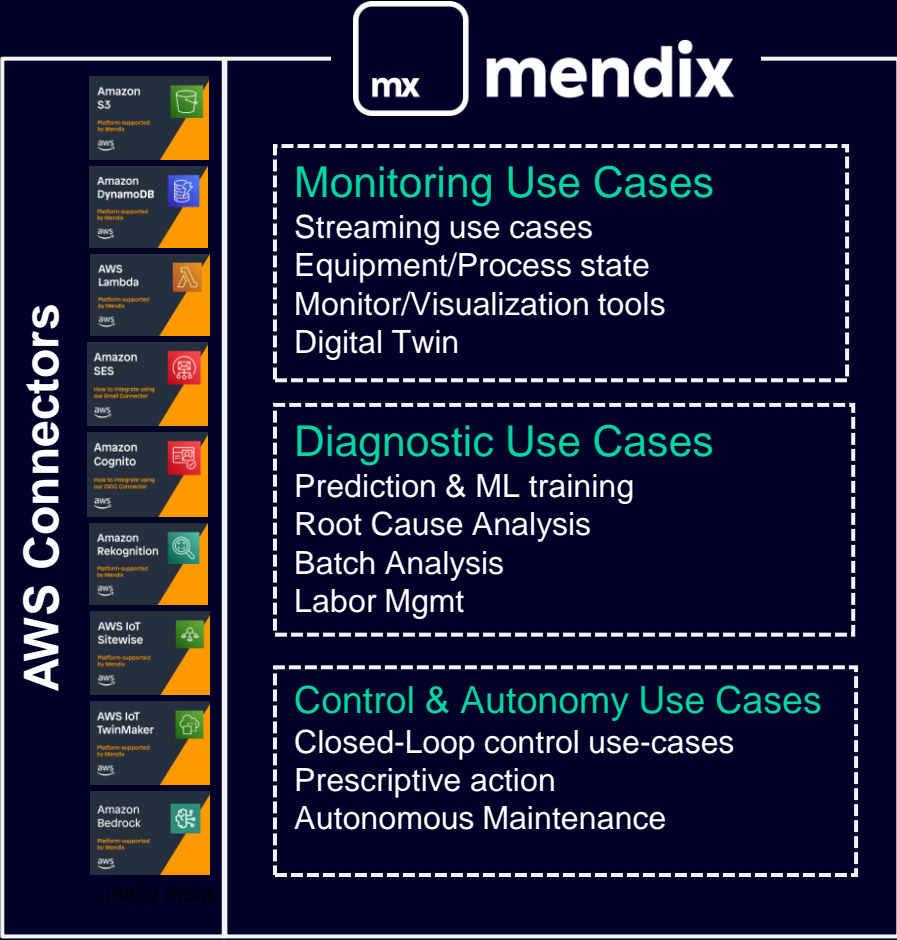 mx mendix
AWS Connectors
Amazon
S3
Platform-supported
by Mendix
aws
Amazon
DynamoDB
Platform-supported
by Mendix
aws
AWS
Lambda
Platform-supported
by Mendix
aws
Amazon
SES
How to integrate using
our Email Connector
aws
Amazon
Cognito
How to integrate using
our OIDC Connector
aws
Amazon
Rekognition
Platform-supported
by Mendix
aws
AWS IoT
Sitewise
Platform-supported
by Mendix
aws
AWS IoT
TwinMaker
Platform-supported
by Mendix
aws
Amazon
Bedrock
Platform-supported
by Mendix
aws
.. many more
Monitoring Use Cases
Streaming use cases
Equipment/Process state
Monitor/Visualization tools
Digital Twin
Diagnostic Use Cases
Prediction & ML training
Root Cause Analysis
Batch Analysis
Labor Mgmt
Control & Autonomy Use Cases
Closed-Loop control use-cases
Prescriptive action
Autonomous Maintenance